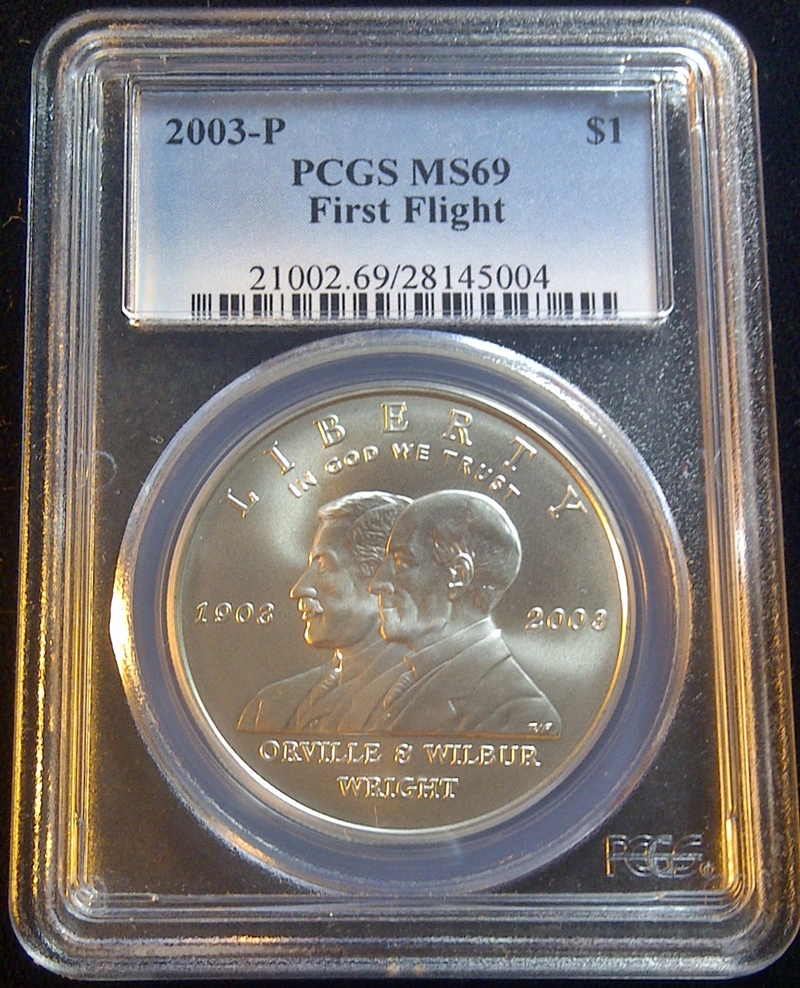 2003-P $1
PCGS MS69
First Flight
21002.69/28145004
LIBERTY
IN GOD WE TRUST
1903 2003
ORVILLE & WILBUR
WRIGHT
PCGS